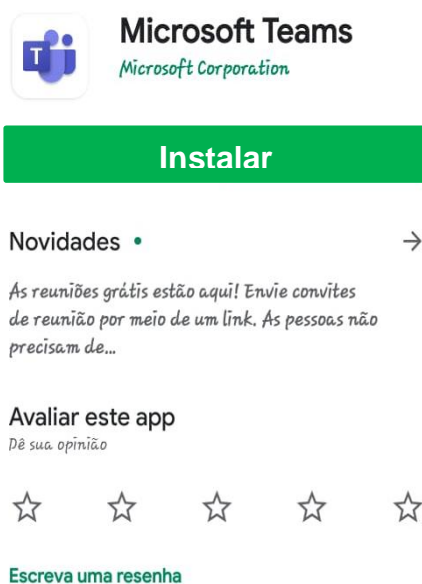 Microsoft Teams
T
Microsoft Corporation
Instalar
Novidades
As reuniões grátis estão aqui! Envie convites
de reunião por meio de um link. As pessoas não
precisam de...
Avaliar este app
Dê sua opinião
Escreva uma resenha